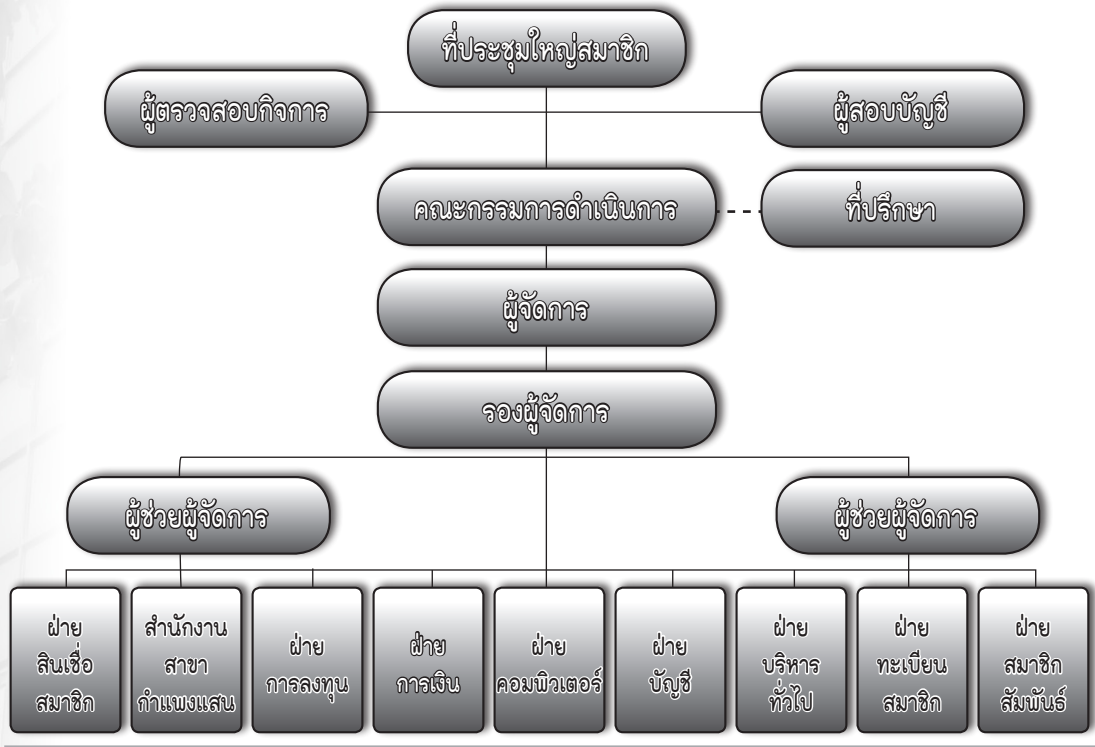 ที่ประชุมใหญ่สมาชิก
ผู้ตรวจสอบกิจการ
ผู้สอบบัญชี
คณะกรรมการดำเนินการ
ที่ปรึกษา
ผู้จัดการ
รองผู้จัดการ
ผู้ช่วยผู้จัดการ
ผู้ช่วยผู้จัดการ
ฝ่าย
สินเชื่อ
สมาชิก
สำนักงาน
สาขา
กำแพงแสน
ฝ่าย
การลงทุน
ฝ่าย
การเงิน
ฝ่าย
คอมพิวเตอร์
ฝ่าย
บัญชี
ฝ่าย
บริหาร
ทั่วไป
ฝ่าย
ทะเบียน
สมาชิก
ฝ่าย
สมาชิก
สัมพันธ์